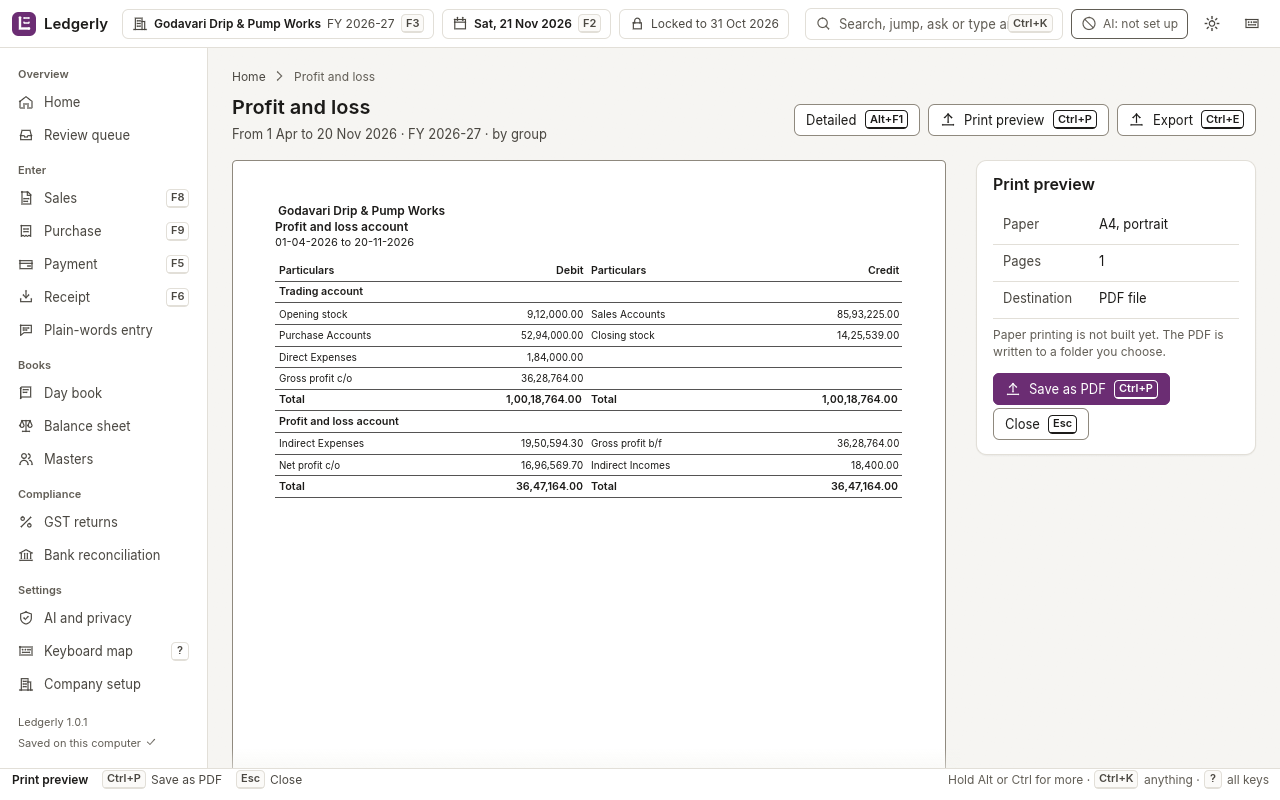 Ledgerly
Godavari Drip & Pump Works FY 2026-27 F3
Sat, 21 Nov 2026 F2
Locked to 31 Oct 2026
Search, jump, ask or type a Ctrl+K
AI: not set up
Overview
Home
Review queue
Enter
Sales F8
Purchase F9
Payment F5
Receipt F6
Plain-words entry
Books
Day book
Balance sheet
Masters
Compliance
GST returns
Bank reconciliation
Settings
AI and privacy
Keyboard map ?
Company setup
Ledgerly 1.0.1
Saved on this computer
Home > Profit and loss
Profit and loss
From 1 Apr to 20 Nov 2026 · FY 2026-27 · by group
Detailed Alt+F1
Print preview Ctrl+P
Export Ctrl+E
Godavari Drip & Pump Works
Profit and loss account
01-04-2026 to 20-11-2026
Particulars Debit Particulars Credit
Trading account
Opening stock 9,12,000.00 Sales Accounts 85,93,225.00
Purchase Accounts 52,94,000.00 Closing stock 14,25,539.00
Direct Expenses 1,84,000.00
Gross profit c/o 36,28,764.00
Total 1,00,18,764.00 Total 1,00,18,764.00
Profit and loss account
Indirect Expenses 19,50,594.30 Gross profit b/f 36,28,764.00
Net profit c/o 16,96,569.70 Indirect Incomes 18,400.00
Total 36,47,164.00 Total 36,47,164.00
Print preview
Paper A4, portrait
Pages 1
Destination PDF file
Paper printing is not built yet. The PDF is
written to a folder you choose.
Save as PDF Ctrl+P
Close Esc
Print preview Ctrl+P Save as PDF Esc Close
Hold Alt or Ctrl for more · Ctrl+K anything · ? all keys